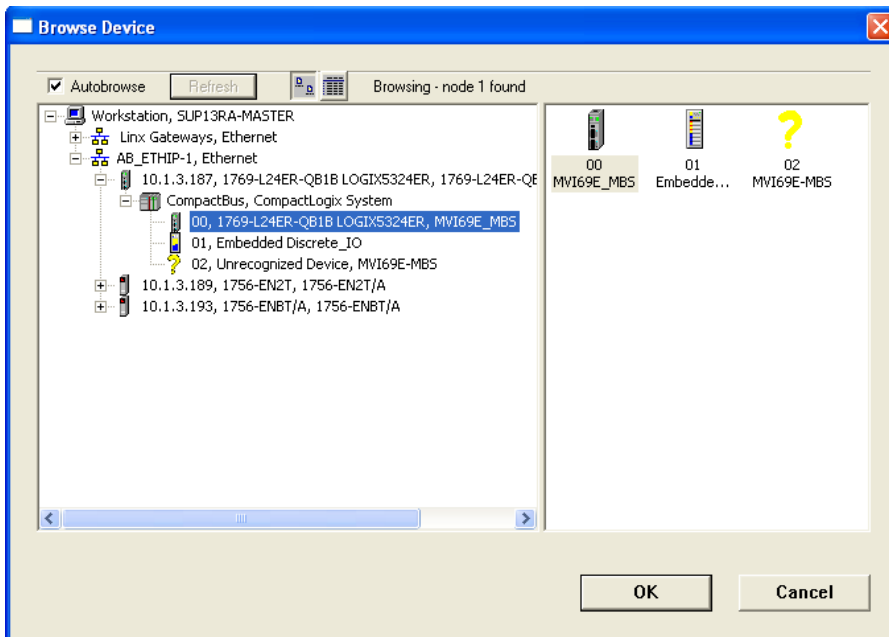 Browse Device
Autobrowse Refresh Browsing - node 1 found
Workstation, SUP13RA-MASTER
Linx Gateways, Ethernet
AB_ETHIP-1, Ethernet
10.1.3.187, 1769-L24ER-QB1B LOGIX5324ER, 1769-L24ER-QE
CompactBus, CompactLogix System
00, 1769-L24ER-QB1B LOGIX5324ER, MVI69E_MBS
01, Embedded Discrete_IO
02, Unrecognized Device, MVI69E-MBS
10.1.3.189, 1756-EN2T, 1756-EN2T/A
10.1.3.193, 1756-ENBT/A, 1756-ENBT/A
00
MVI69E_MBS
01
Embedde...
02
MVI69E-MBS
OK
Cancel